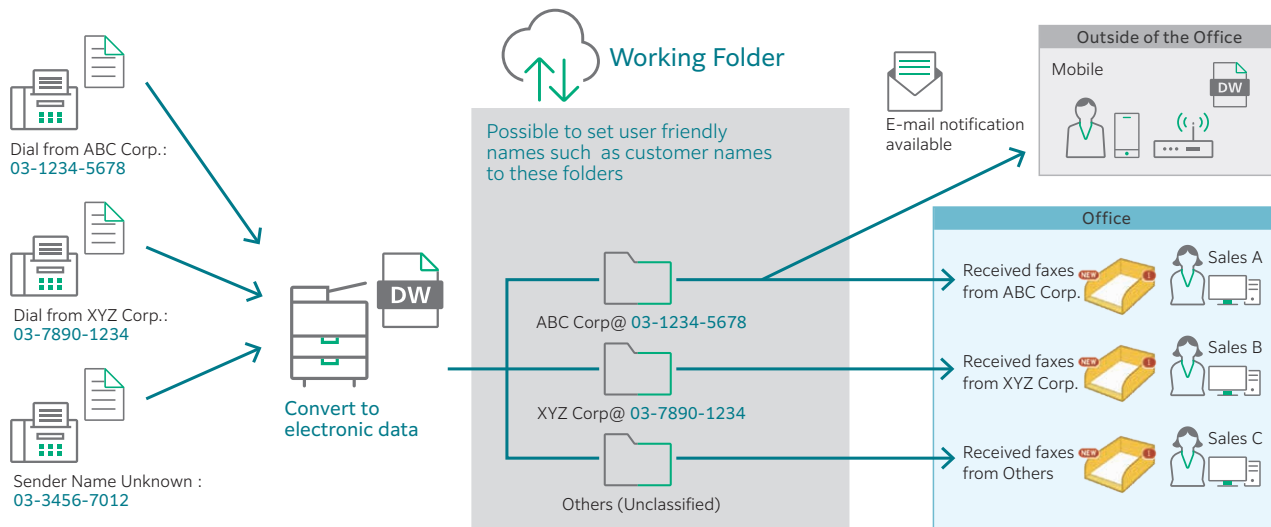 Dial from ABC Corp.:
03-1234-5678
Dial from XYZ Corp.:
03-7890-1234
Sender Name Unknown :
03-3456-7012
DW
Convert to
electronic data
Working Folder
Possible to set user friendly
names such as customer names
to these folders
ABC Corp@ 03-1234-5678
XYZ Corp@ 03-7890-1234
Others (Unclassified)
E-mail notification
available
Outside of the Office
Mobile
DW
Office
Received faxes
from ABC Corp.
NEW
Sales A
Received faxes
from XYZ Corp.
NEW
Sales B
Received faxes
from Others
NEW
Sales C